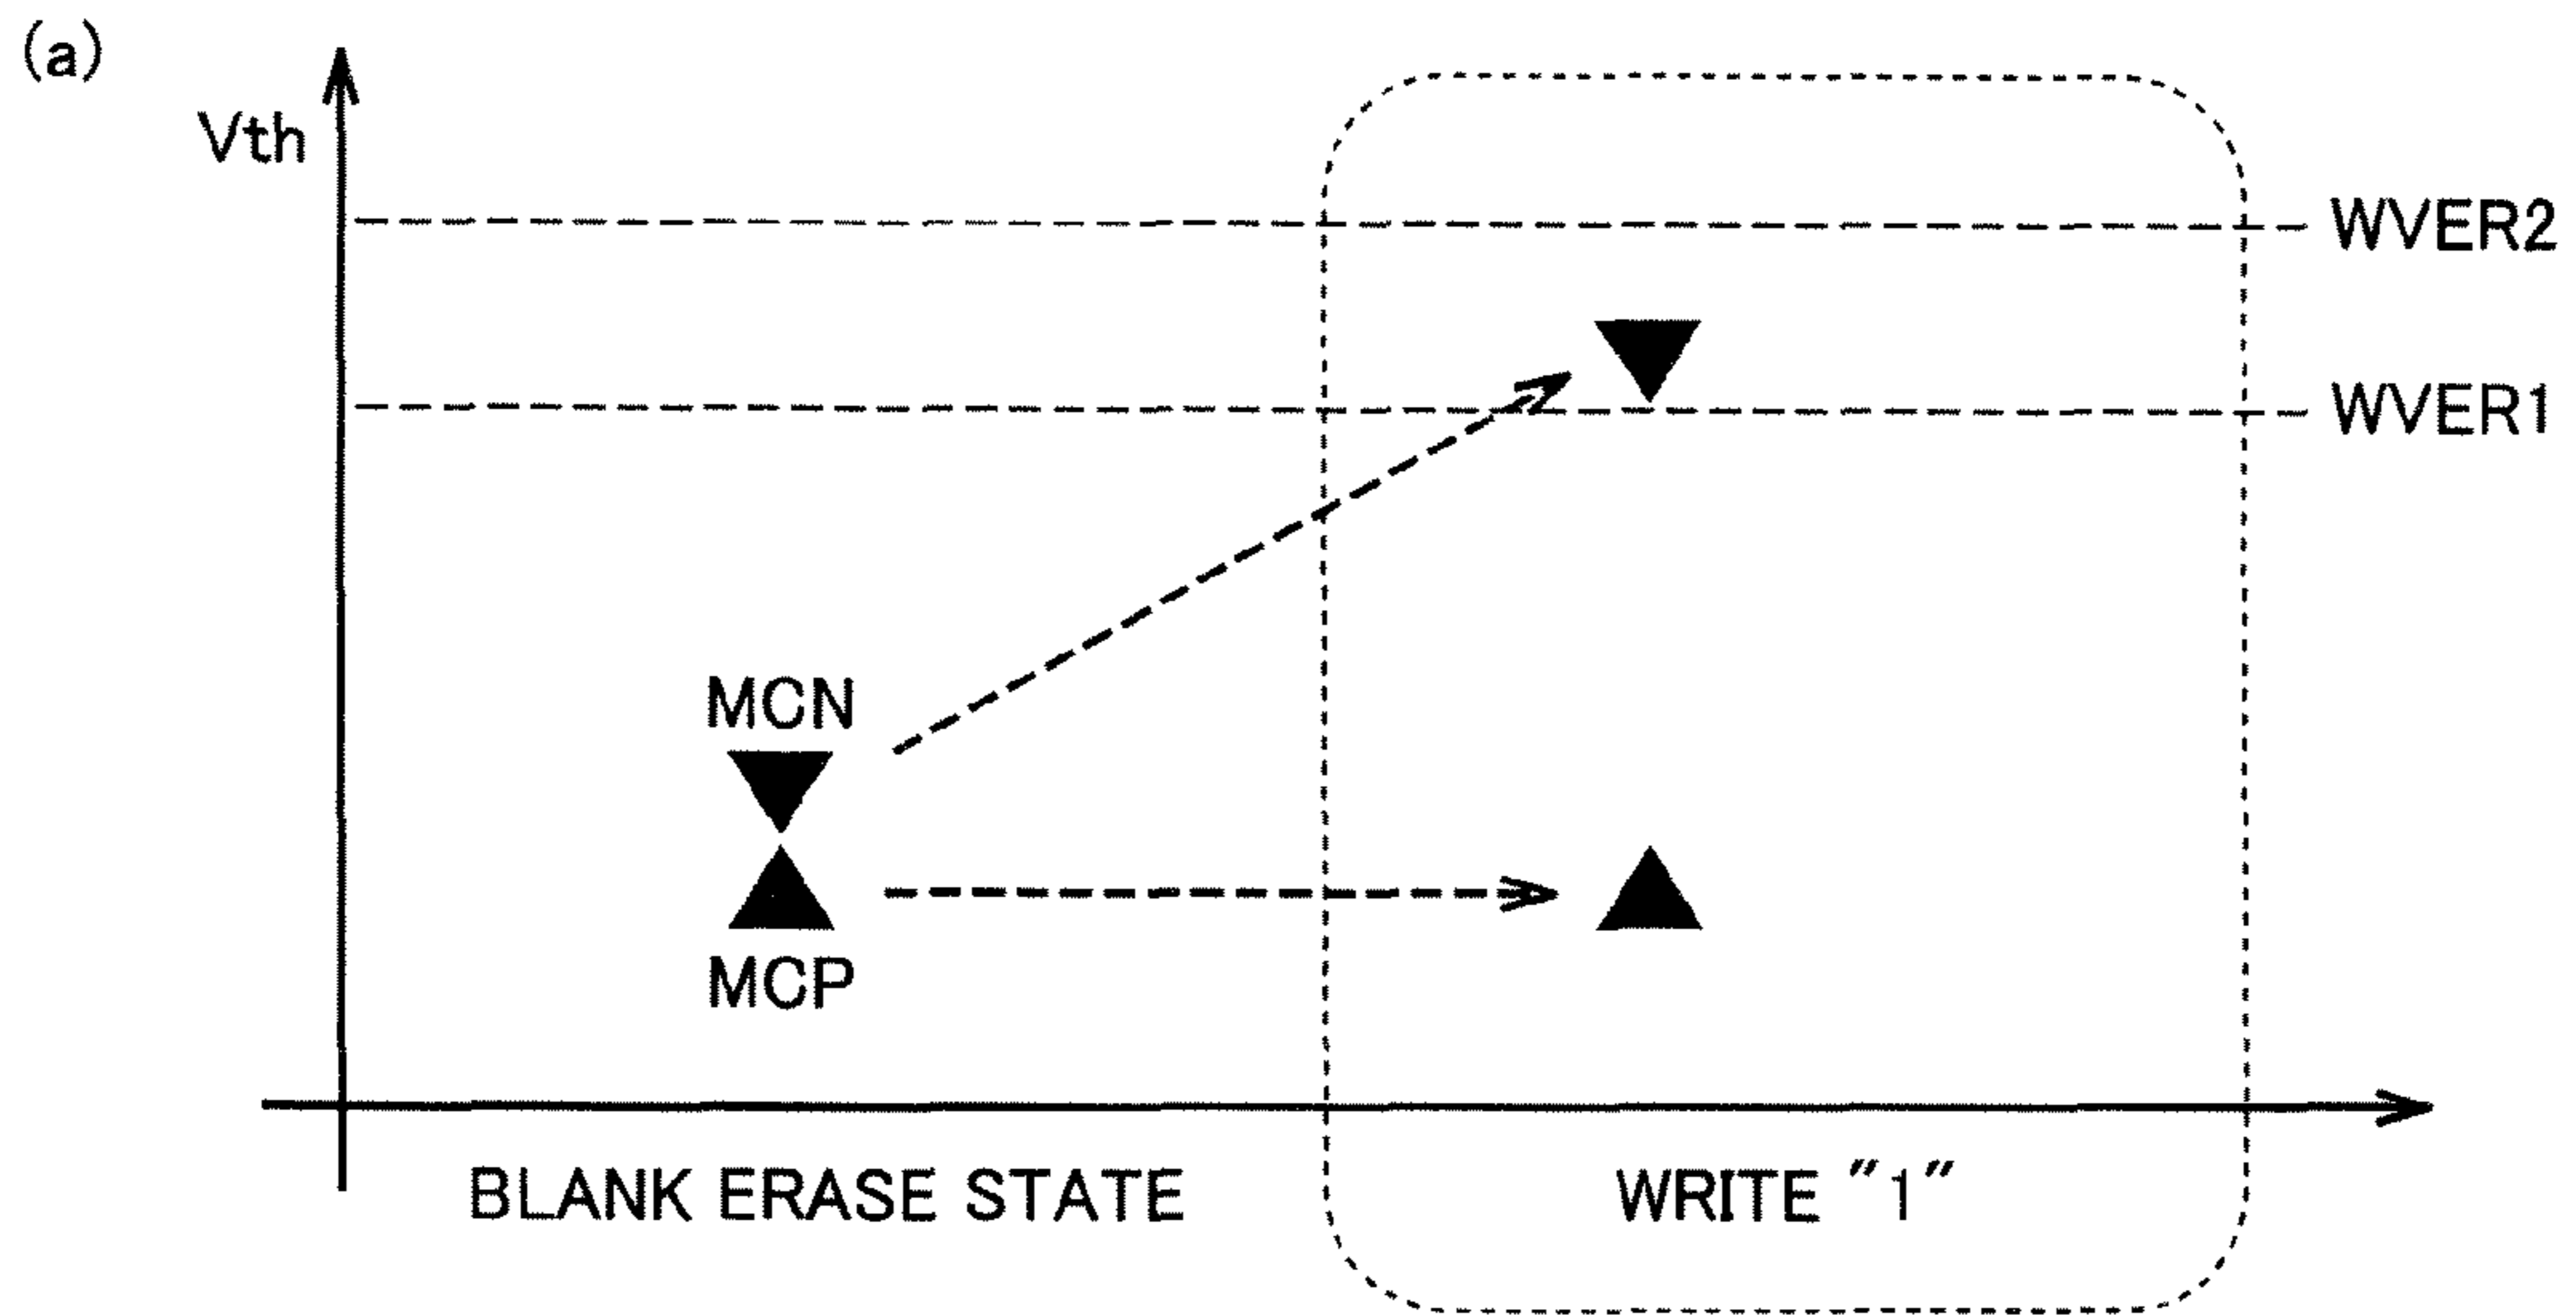 (a)
Vth
WVER2
WVER1
MCN
MCP
BLANK ERASE STATE
WRITE "1"